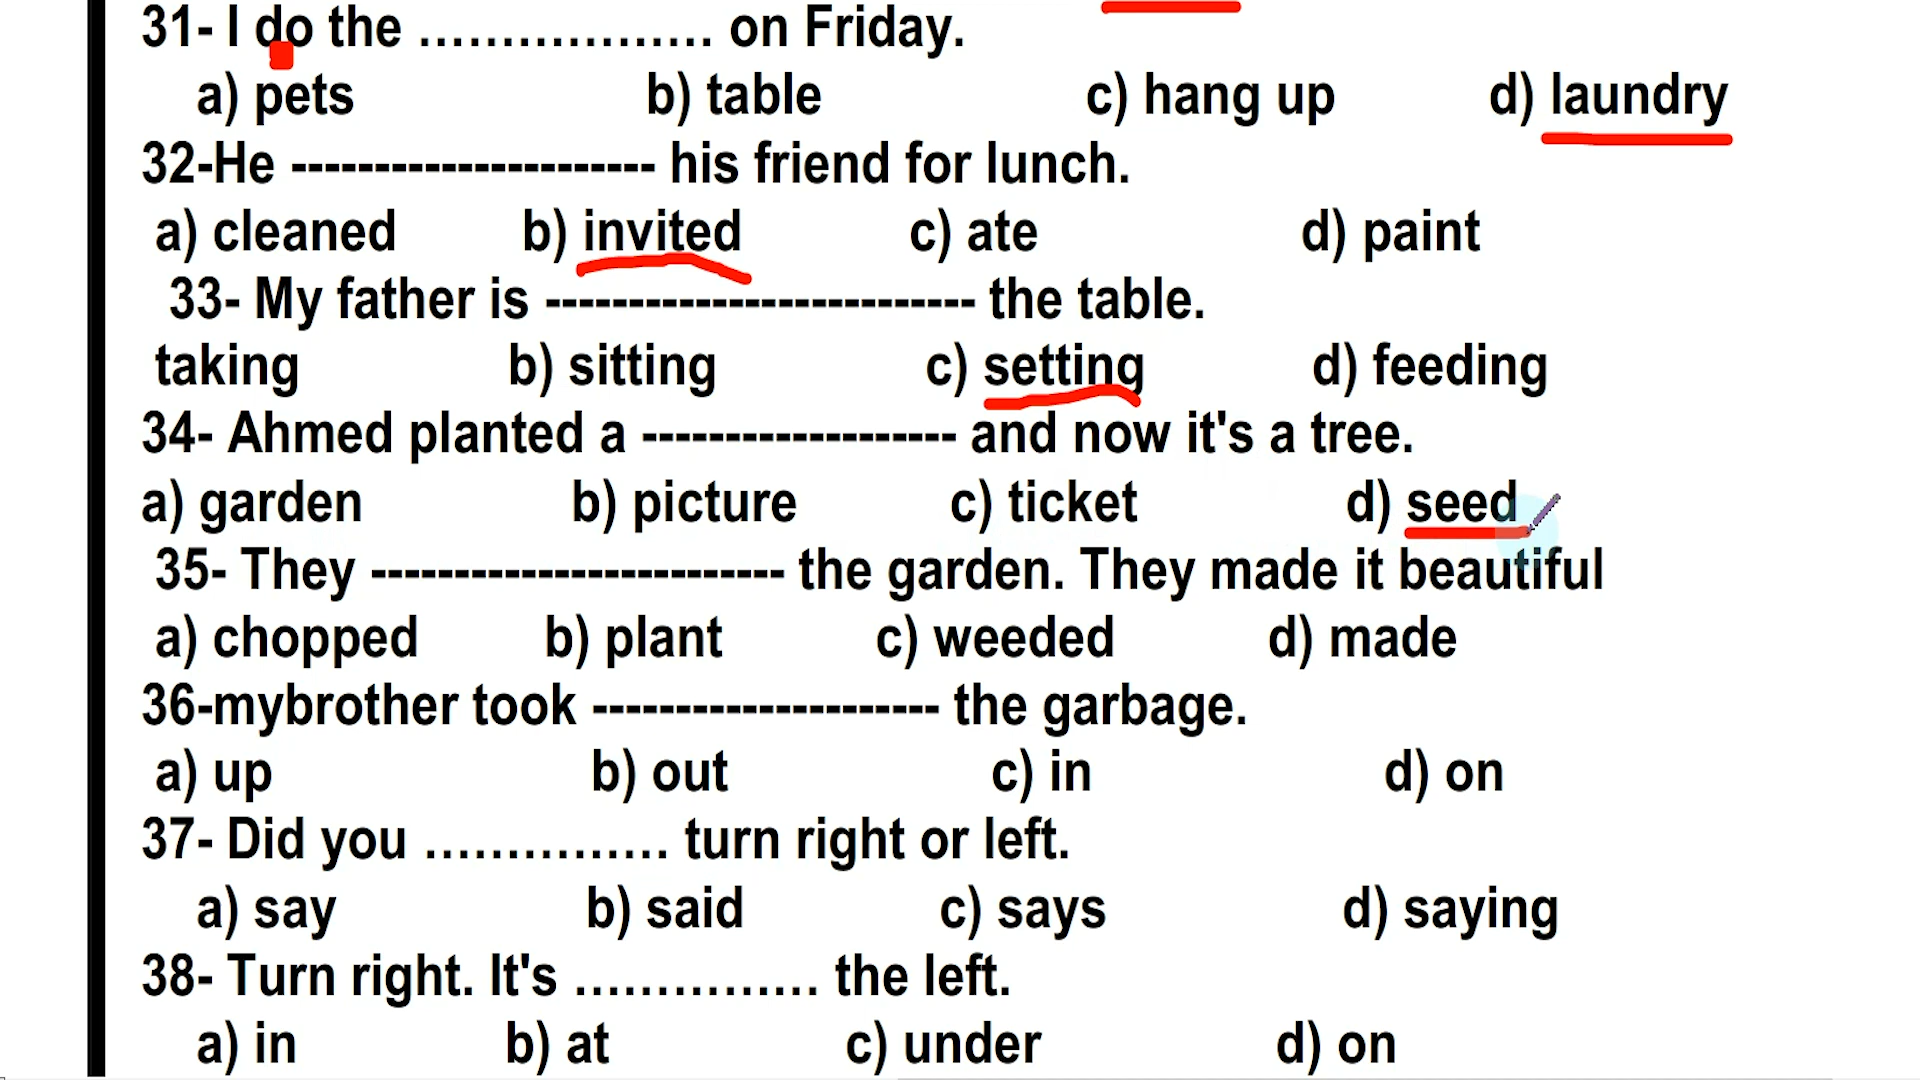 31- I do the .................. on Friday.
a) pets b) table c) hang up d) laundry
32-He ---------------------- his friend for lunch.
a) cleaned b) invited c) ate d) paint
33- My father is -------------------------- the table.
taking b) sitting c) setting d) feeding
34- Ahmed planted a ------------------- and now it's a tree.
a) garden b) picture c) ticket d) seed
35- They ------------------------- the garden. They made it beautiful
a) chopped b) plant c) weeded d) made
36-mybrother took --------------------- the garbage.
a) up b) out c) in d) on
37- Did you ............... turn right or left.
a) say b) said c) says d) saying
38- Turn right. It's ............... the left.
a) in b) at c) under d) on